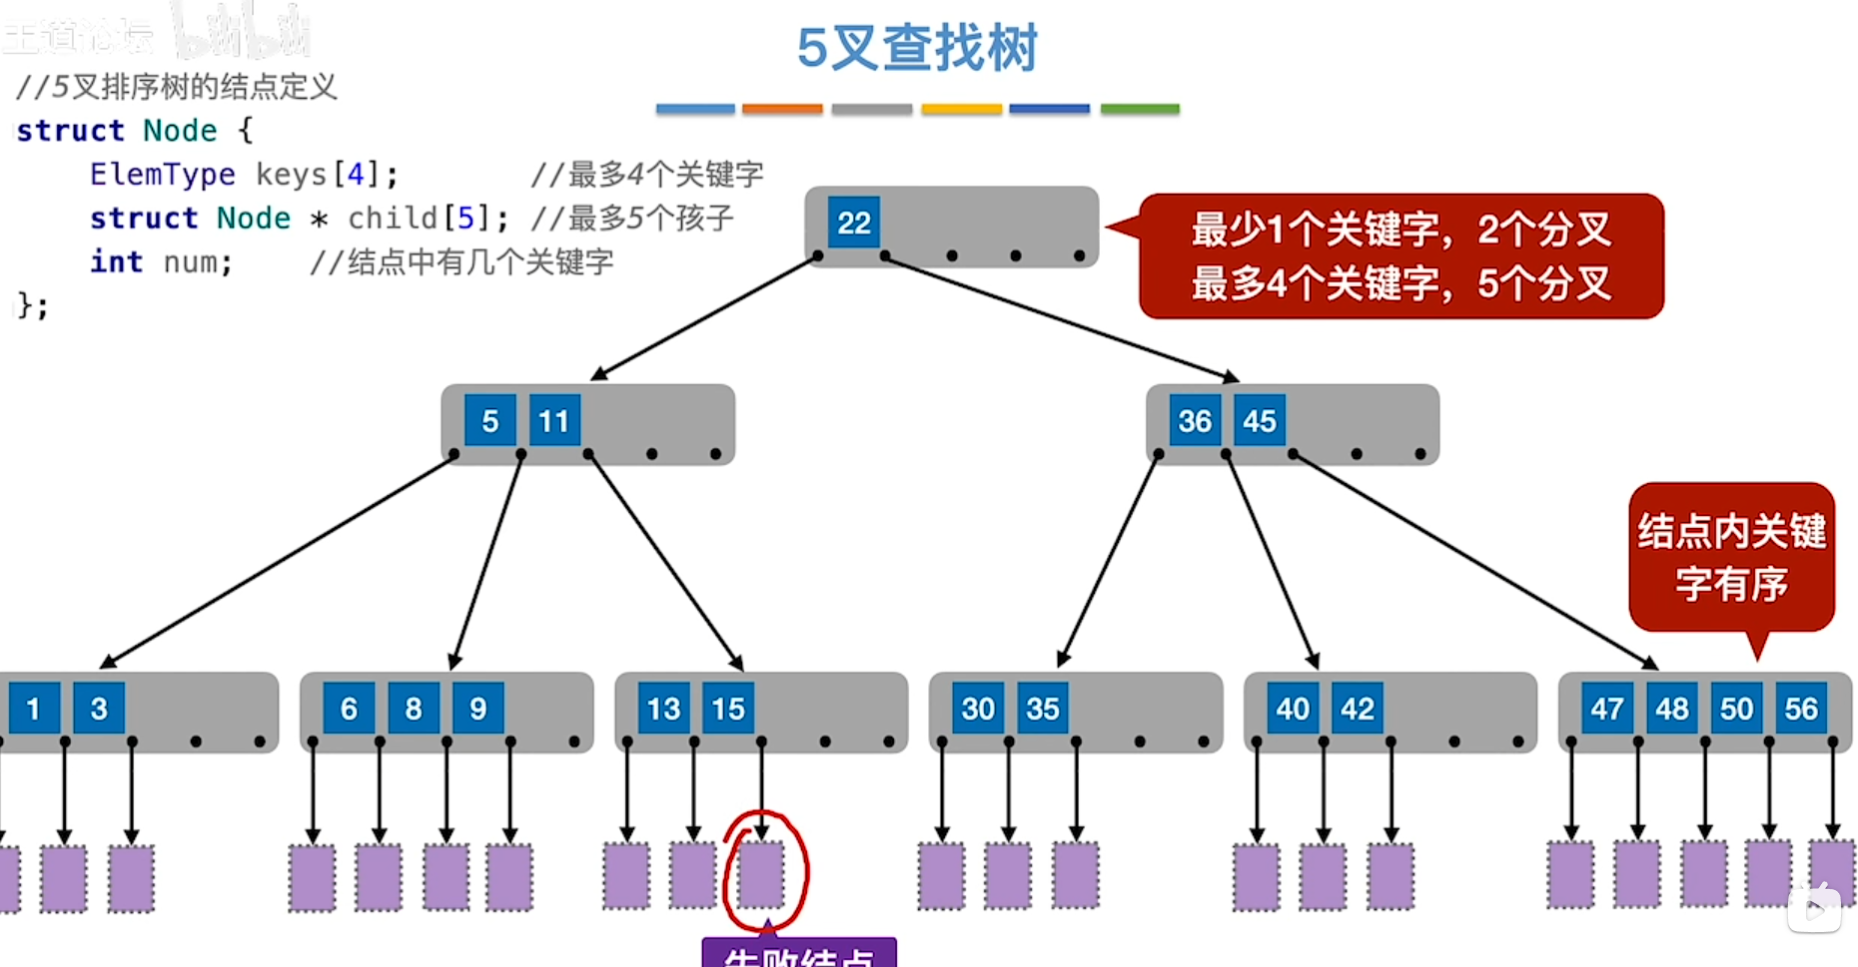 王道论坛 bilibili
5叉查找树
//5叉排序树的结点定义
struct Node {
ElemType keys[4]; //最多4个关键字
struct Node * child[5]; //最多5个孩子
int num; //结点中有几个关键字
};
22
最少1个关键字，2个分叉
最多4个关键字，5个分叉
5 11
36 45
结点内关键
字有序
1 3
6 8 9
13 15
30 35
40 42
47 48 50 56
失败结点